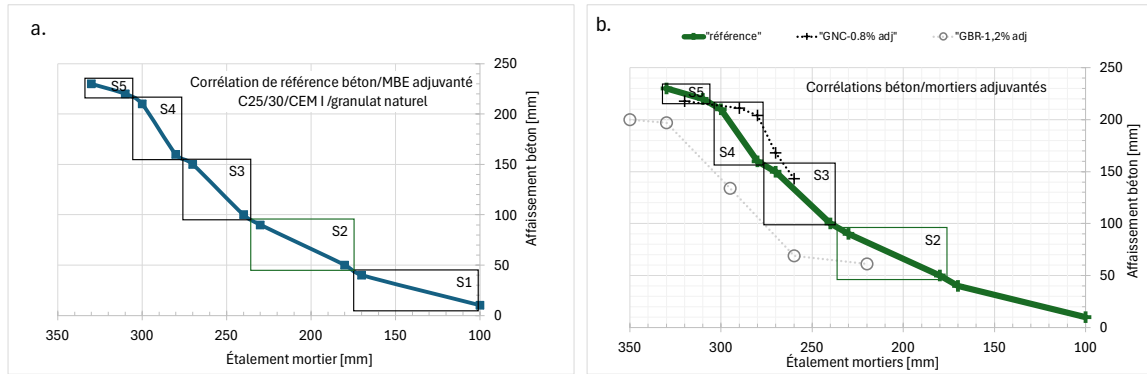 a.
Corrélation de référence béton/MBE adjuvanté
C25/30/CEM I /granulat naturel
S5
S4
S3
S2
S1
250
200
150
100
50
0
Affaissement béton [mm]
350 300 250 200 150 100
Étalement mortier [mm]
b.
"référence" "GNC-0.8% adj" "GBR-1,2% adj
Corrélations béton/mortiers adjuvantés
S5
S4
S3
S2
250
200
150
100
50
0
Affaissement béton [mm]
350 300 250 200 150 100
Étalement mortiers [mm]